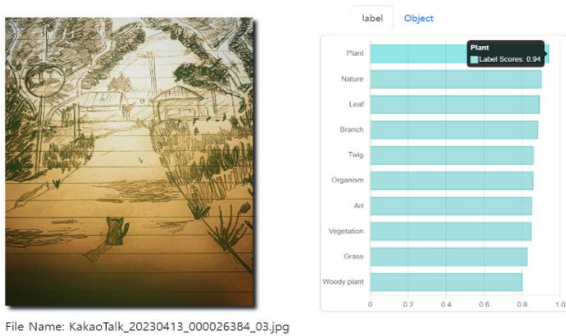 label Object
Plant
Plant
Label Scores: 0.94
Nature
Leaf
Branch
Twig
Organism
Art
Vegetation
Grass
Woody plant
0 0.2 0.4 0.6 0.8 1.0
File Name: KakaoTalk_20230413_000026384_03.jpg